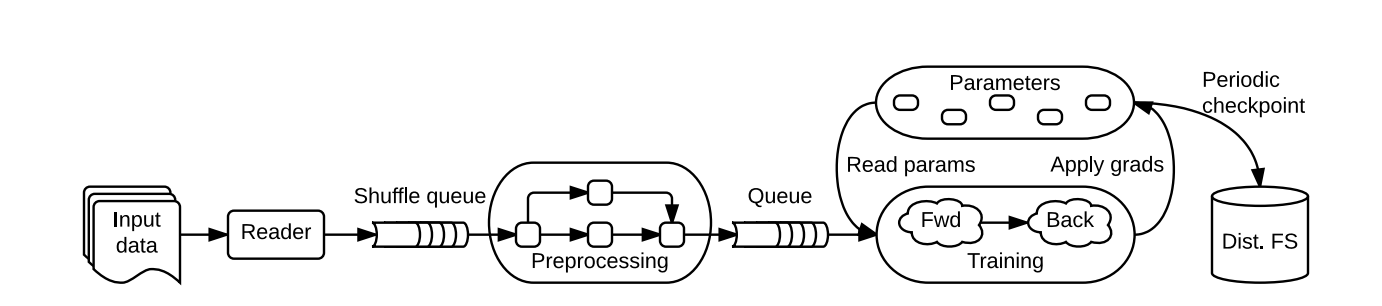 Input
data
Reader
Shuffle queue
Preprocessing
Queue
Parameters
Read params
Apply grads
Fwd
Back
Training
Periodic
checkpoint
Dist. FS